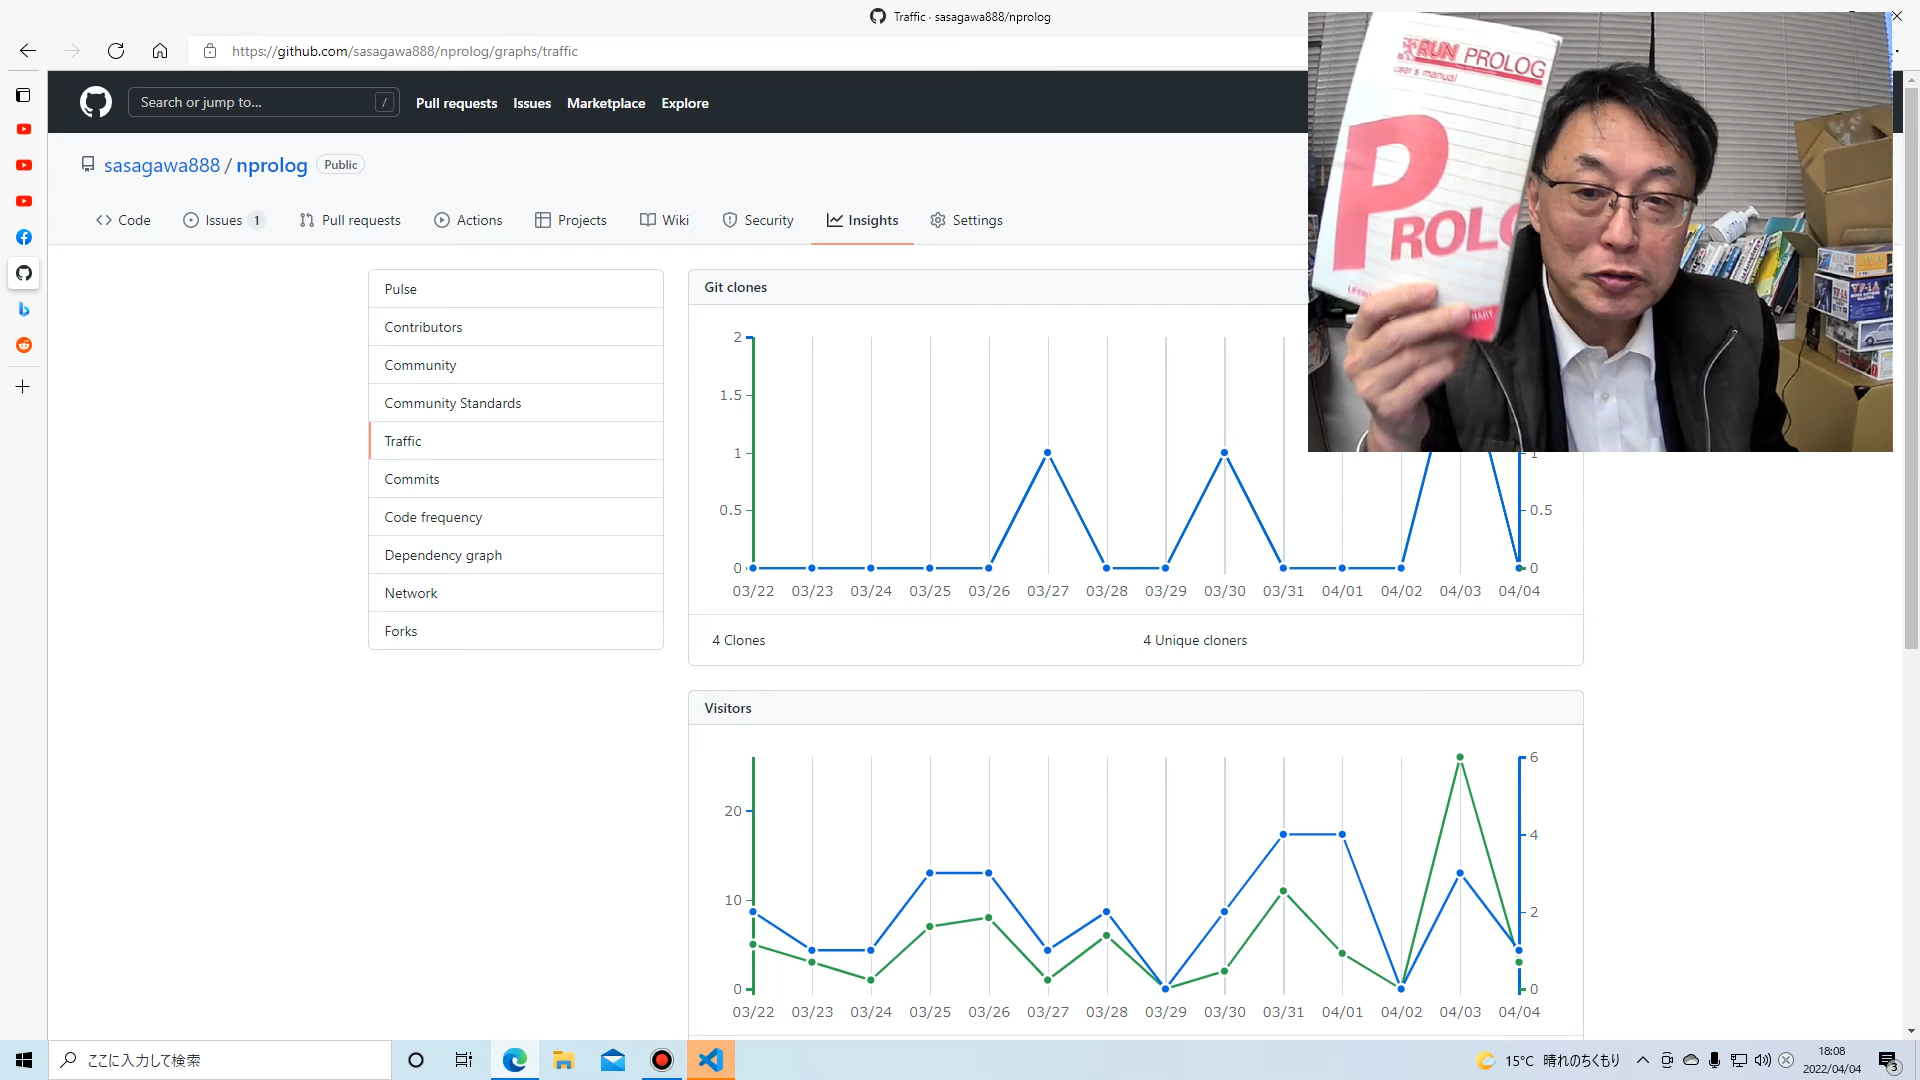 Traffic · sasagawa888/nprolog
https://github.com/sasagawa888/nprolog/graphs/traffic
Search or jump to...
/
Pull requests
Issues
Marketplace
Explore
sasagawa888 / nprolog
Public
Code
Issues 1
Pull requests
Actions
Projects
Wiki
Security
Insights
Settings
RUN PROLOG
user's manual
PROLO
Pulse
Contributors
Community
Community Standards
Traffic
Commits
Code frequency
Dependency graph
Network
Forks
Git clones
2
1.5
1
0.5
0
1
0.5
0
03/22 03/23 03/24 03/25 03/26 03/27 03/28 03/29 03/30 03/31 04/01 04/02 04/03 04/04
4 Clones
4 Unique cloners
Visitors
20
10
0
6
4
2
0
03/22 03/23 03/24 03/25 03/26 03/27 03/28 03/29 03/30 03/31 04/01 04/02 04/03 04/04
ここに入力して検索
15°C 晴れのちくもり
18:08
2022/04/04
3